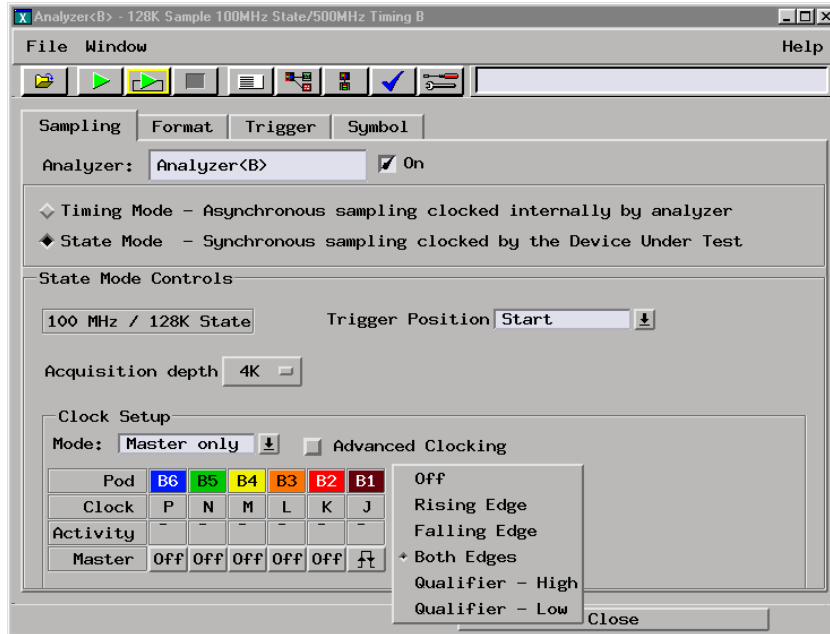 Analyzer<B> - 128K Sample 100MHz State/500MHz Timing B
File Window Help
Sampling Format Trigger Symbol
Analyzer: Analyzer<B> On
Timing Mode - Asynchronous sampling clocked internally by analyzer
State Mode - Synchronous sampling clocked by the Device Under Test
State Mode Controls
100 MHz / 128K State Trigger Position Start
Acquisition depth 4K
Clock Setup
Mode: Master only Advanced Clocking
Pod B6 B5 B4 B3 B2 B1
Clock P N M L K J
Activity
Master Off Off Off Off Off
Off
Rising Edge
Falling Edge
Both Edges
Qualifier - High
Qualifier - Low
Close